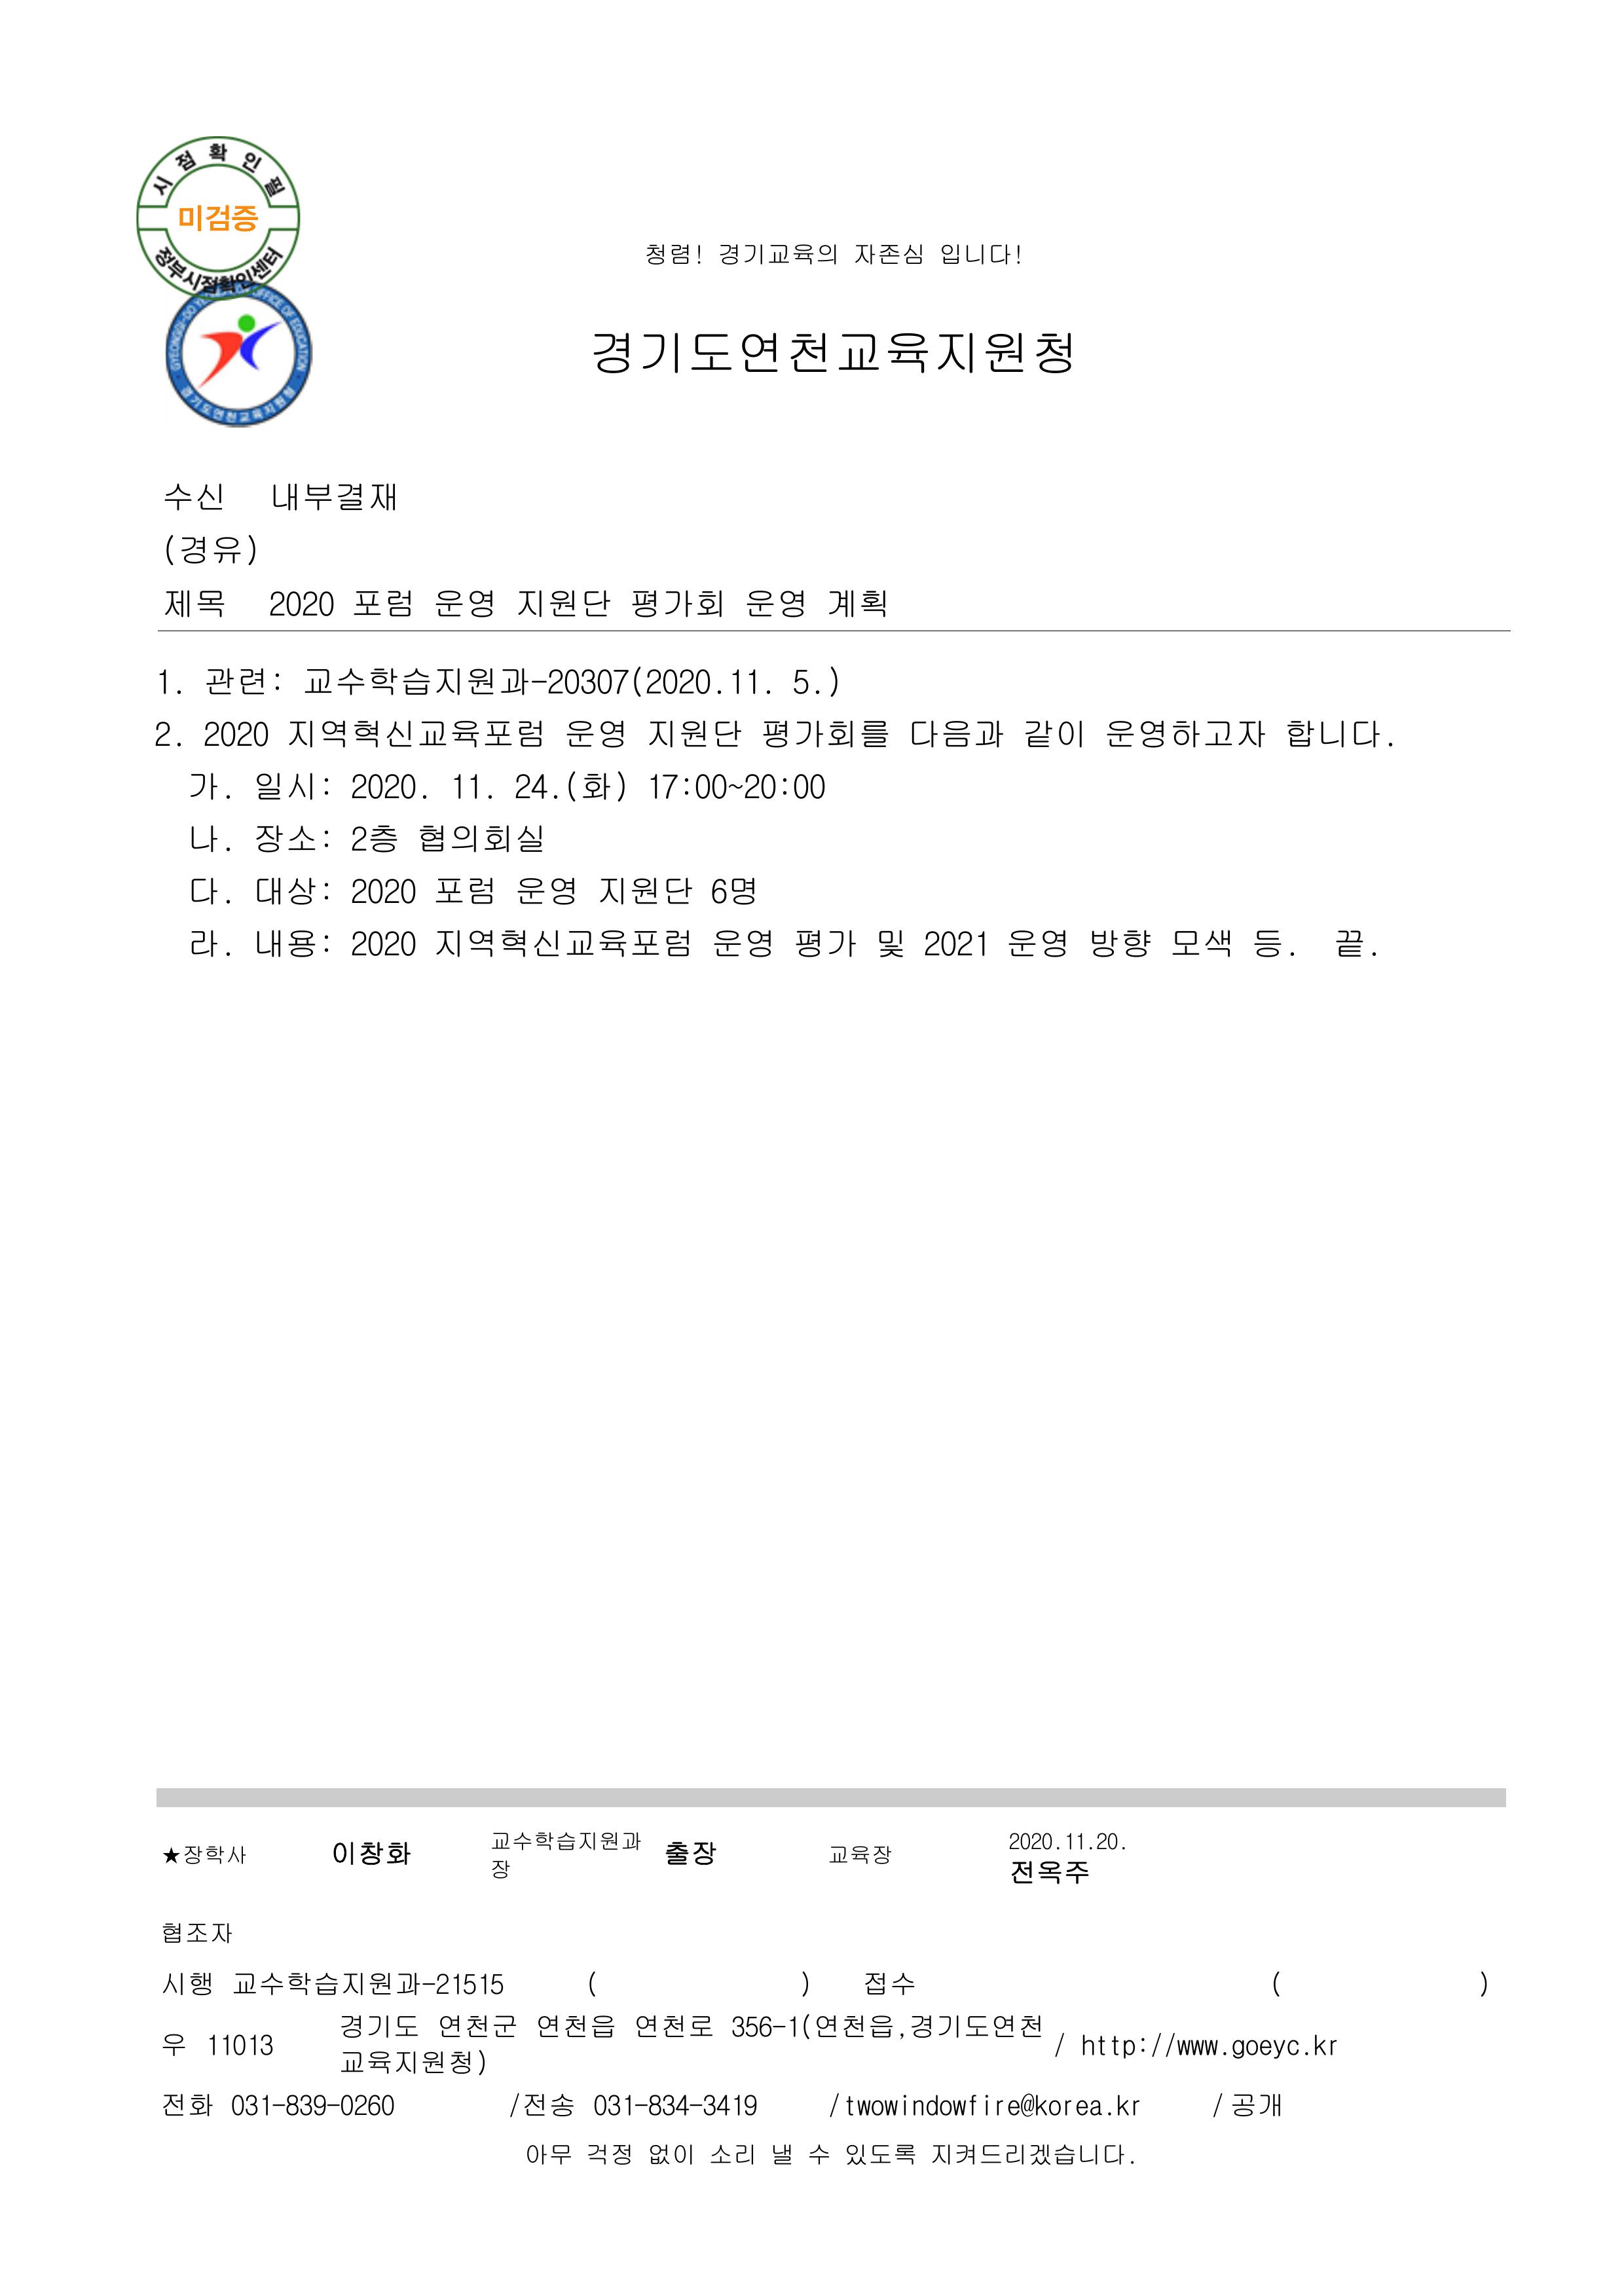 시 점 확 인 필
미검증
정부시점확인센터
경기도연천교육지원청
청렴! 경기교육의 자존심 입니다!
경기도연천교육지원청
수신 내부결재
(경유)
제목 2020 포럼 운영 지원단 평가회 운영 계획
1. 관련: 교수학습지원과-20307(2020.11. 5.)
2. 2020 지역혁신교육포럼 운영 지원단 평가회를 다음과 같이 운영하고자 합니다.
가. 일시: 2020. 11. 24.(화) 17:00~20:00
나. 장소: 2층 협의회실
다. 대상: 2020 포럼 운영 지원단 6명
라. 내용: 2020 지역혁신교육포럼 운영 평가 및 2021 운영 방향 모색 등. 끝.
★장학사 이창화 교수학습지원과장 출장 교육장 2020.11.20. 전옥주
협조자
시행 교수학습지원과-21515 ( ) 접수 ( )
우 11013 경기도 연천군 연천읍 연천로 356-1(연천읍,경기도연천
교육지원청) / http://www.goeyc.kr
전화 031-839-0260 /전송 031-834-3419 /twowindowfire@korea.kr /공개
아무 걱정 없이 소리 낼 수 있도록 지켜드리겠습니다.